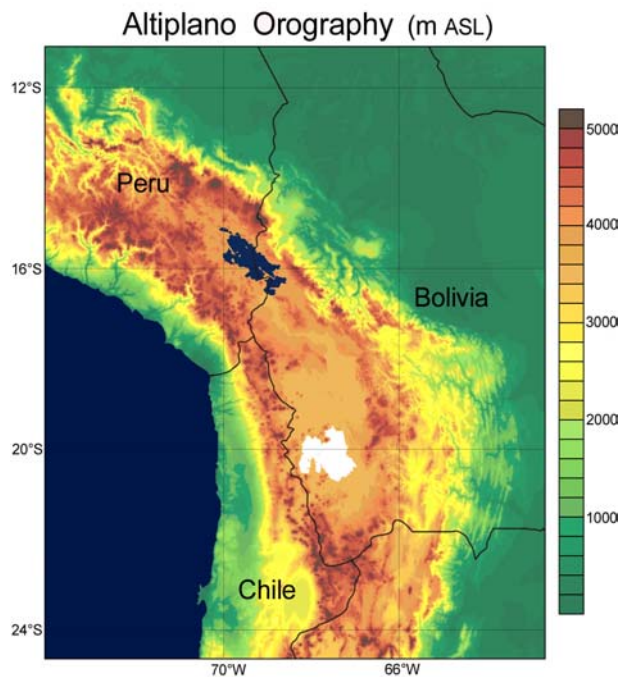 Altiplano Orography (m ASL)
12°S
5000
Peru
4000
16°S
Bolivia
3000
2000
20°S
1000
Chile
24°S
70°W
66°W